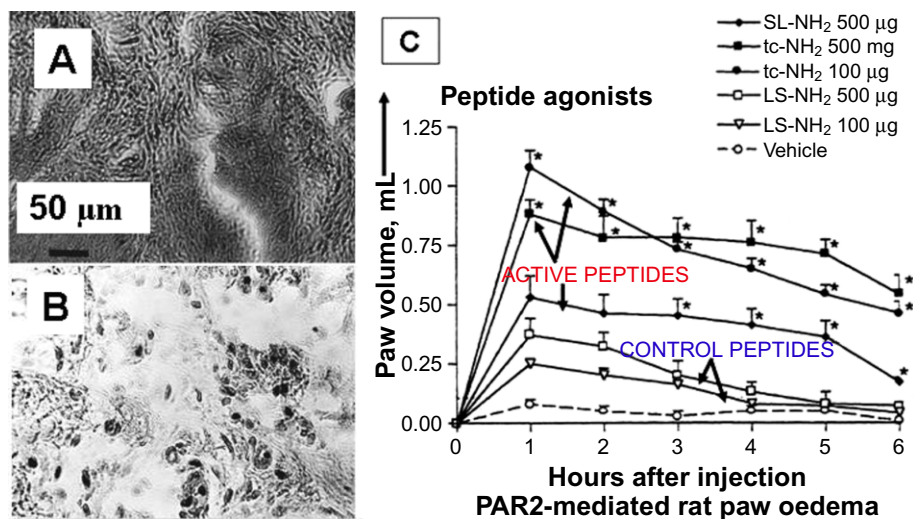 A
50 μm
B
C
SL-NH₂ 500 μg
tc-NH₂ 500 mg
tc-NH₂ 100 μg
LS-NH₂ 500 μg
LS-NH₂ 100 μg
Vehicle
Peptide agonists
Paw volume, mL
1.25
1.00
0.75
0.50
0.25
0.00
ACTIVE PEPTIDES
CONTROL PEPTIDES
* * * * * *
* * * * * *
* * * *
0 1 2 3 4 5 6
Hours after injection
PAR2-mediated rat paw oedema